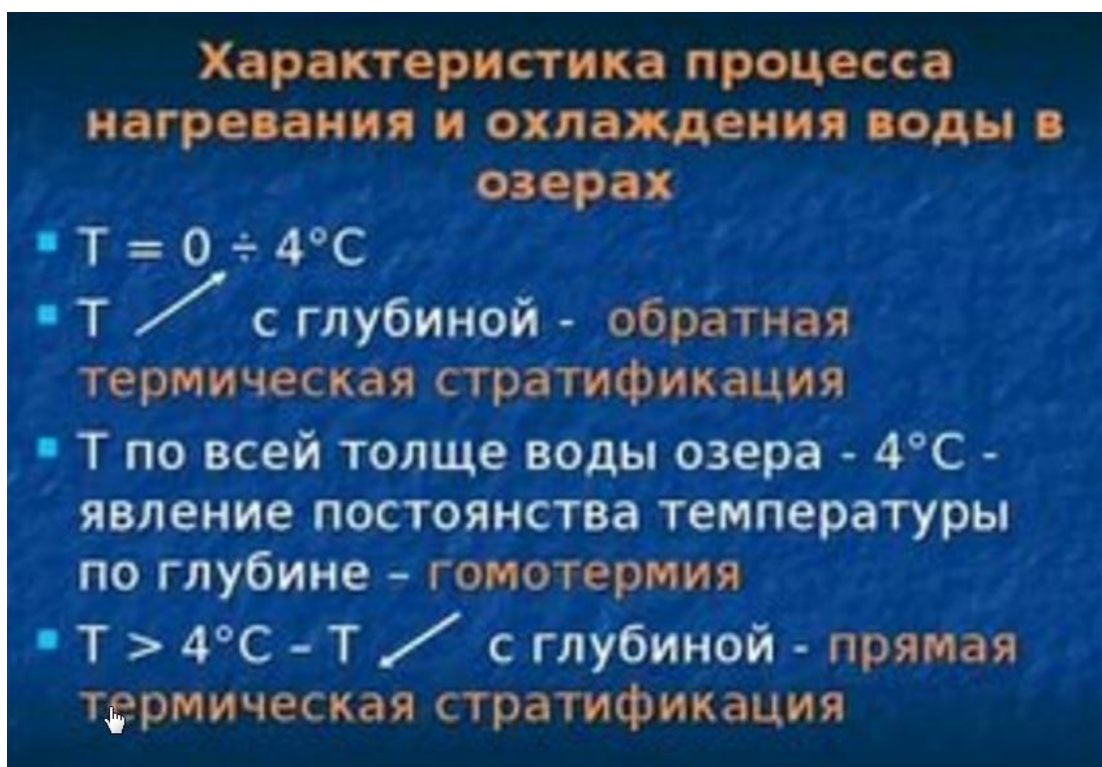 Характеристика процесса
нагревания и охлаждения воды в
озерах
Т = 0 ÷ 4°С
Т с глубиной - обратная
термическая стратификация
Т по всей толще воды озера - 4°С -
явление постоянства температуры
по глубине – гомотермия
Т > 4°С – Т с глубиной - прямая
термическая стратификация